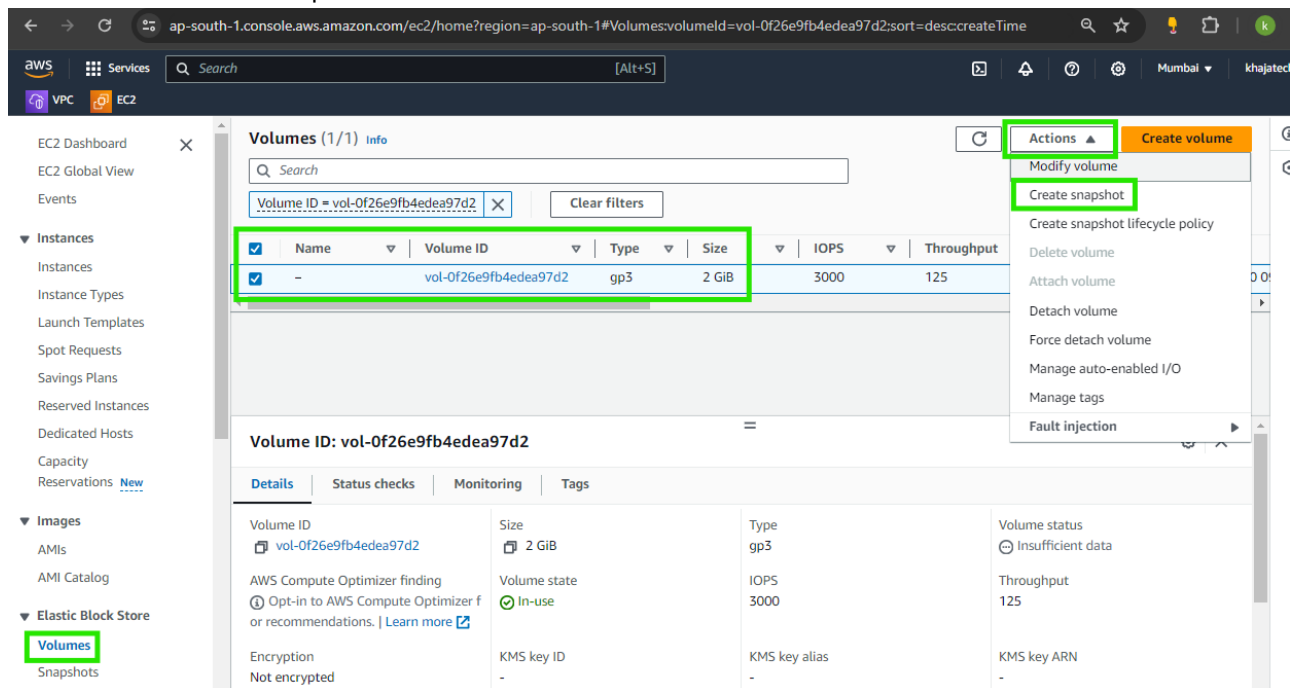 ap-south-1.console.aws.amazon.com/ec2/home?region=ap-south-1#Volumes:volumeId=vol-0f26e9fb4edea97d2;sort=desc:createTime
k
aws Services Search [Alt+S] Mumbai
VPC EC2
EC2 Dashboard
EC2 Global View
Events
Instances
Instances
Instance Types
Launch Templates
Spot Requests
Savings Plans
Reserved Instances
Dedicated Hosts
Capacity
Reservations New
Images
AMIs
AMI Catalog
Elastic Block Store
Volumes
Snapshots
Volumes (1/1) Info
Actions Create volume
Search
Volume ID = vol-0f26e9fb4edea97d2 Clear filters
Name Volume ID Type Size IOPS Throughput
– vol-0f26e9fb4edea97d2 gp3 2 GiB 3000 125
Modify volume
Create snapshot
Create snapshot lifecycle policy
Delete volume
Attach volume
Detach volume
Force detach volume
Manage auto-enabled I/O
Manage tags
Fault injection
Volume ID: vol-0f26e9fb4edea97d2
Details Status checks Monitoring Tags
Volume ID Size Type Volume status
vol-0f26e9fb4edea97d2 2 GiB gp3 Insufficient data
AWS Compute Optimizer finding Volume state IOPS Throughput
Opt-in to AWS Compute Optimizer f In-use 3000 125
or recommendations. | Learn more
Encryption KMS key ID KMS key alias KMS key ARN
Not encrypted - - -